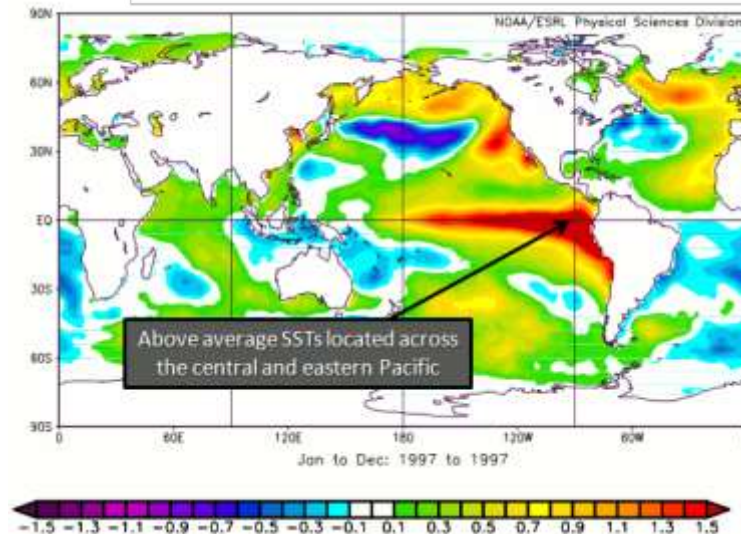 90N
NOAA/ESRL Physical Sciences Division
60N
30N
EQ
30S
60S
90S
Above average SSTs located across
the central and eastern Pacific
0 60E 120E 180 120W 60W
Jan to Dec: 1997 to 1997
-1.5 -1.3 -1.1 -0.9 -0.7 -0.5 -0.3 -0.1 0.1 0.3 0.5 0.7 0.9 1.1 1.3 1.5